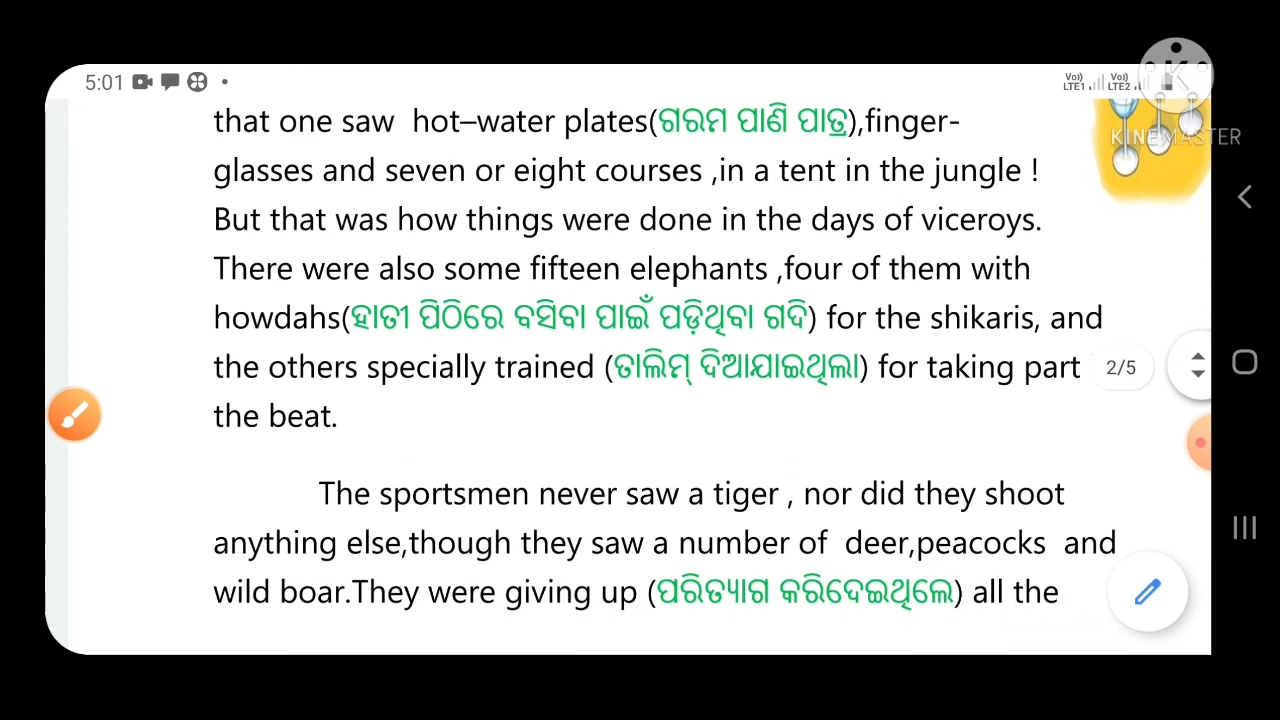 5:01
Vo)) LTE1 Vo)) LTE2
KINEMASTER
that one saw hot–water plates(ଗରମ ପାଣି ପାତ୍ର),finger-
glasses and seven or eight courses ,in a tent in the jungle !
But that was how things were done in the days of viceroys.
There were also some fifteen elephants ,four of them with
howdahs(ହାତୀ ପିଠିରେ ବସିବା ପାଇଁ ପଡ଼ିଥିବା ଗଦି) for the shikaris, and
the others specially trained (ତାଲିମ୍ ଦିଆଯାଇଥିଲା) for taking part
2/5
the beat.
The sportsmen never saw a tiger , nor did they shoot
anything else,though they saw a number of deer,peacocks and
wild boar.They were giving up (ପରିତ୍ୟାଗ କରିଦେଇଥିଲେ) all the